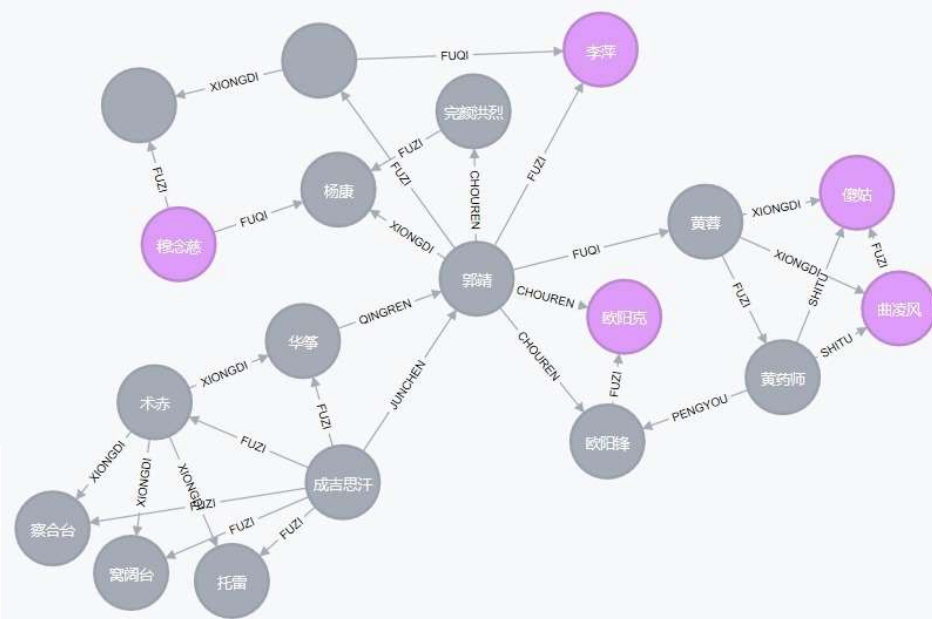 李萍
FUQI
XIONGDI
完颜洪烈
FUZI
FUZI
FUZI
CHOUREN
FUZI
杨康
傻姑
XIONGDI
黄蓉
FUQI
XIONGDI
穆念慈
XIONGDI
FUZI
FUQI
SHITU
FUZI
郭靖
CHOUREN
曲凌风
QINGREN
欧阳克
华筝
SHITU
CHOUREN
XIONGDI
JUNCHEN
黄药师
FUZI
术赤
FUZI
PENGYOU
FUZI
欧阳锋
XIONGDI
XIONGDI
XIONGDI
成吉思汗
FUZI
察合台
FUZI
FUZI
窝阔台
托雷